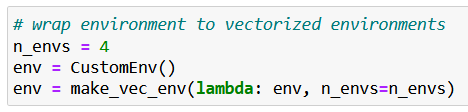 # wrap environment to vectorized environments
n_envs = 4
env = CustomEnv()
env = make_vec_env(lambda: env, n_envs=n_envs)